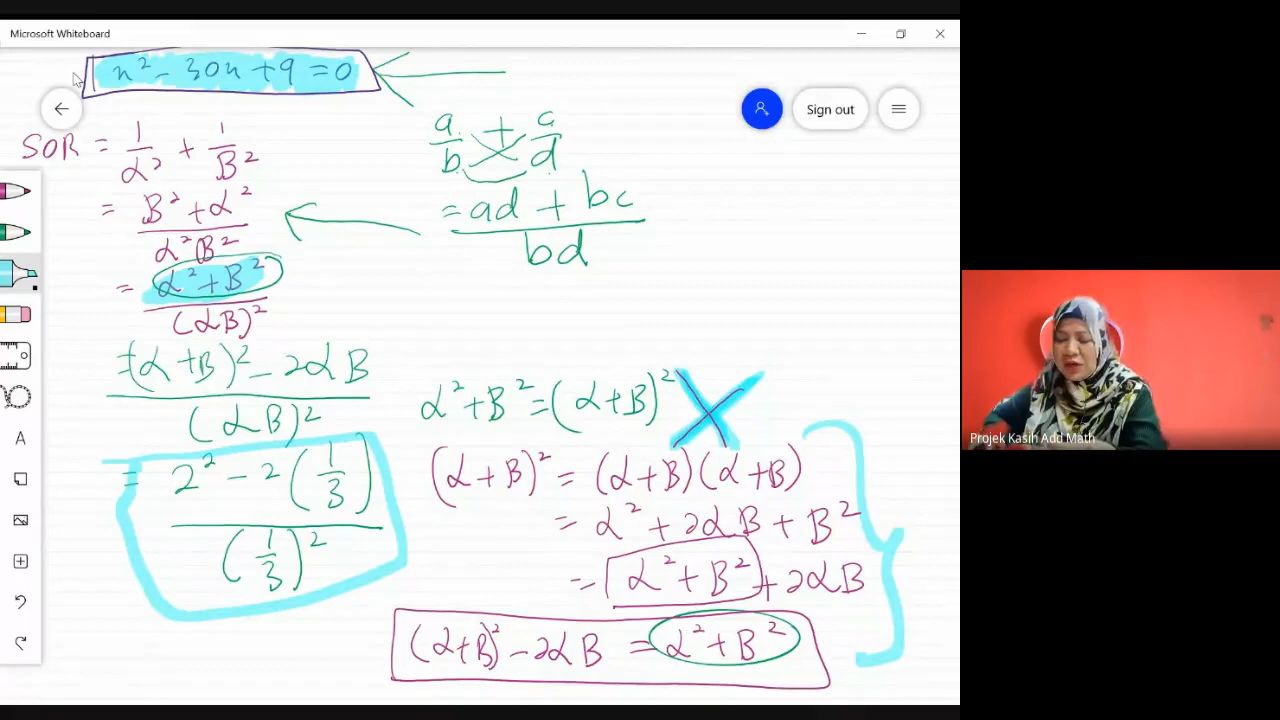 Microsoft Whiteboard
x² - 30x + 9 = 0
Sign out
SOR = 1/α² + 1/β²
= β² + α² / α²β²
= α² + β² / (αβ)²
= (α + β)² - 2αβ / (αβ)²
= 2² - 2(1/3) / (1/3)²
a/b + c/d
= ad + bc / bd
α² + β² = (α + β)² X
(α + β)² = (α + β)(α + β)
= α² + 2αβ + β²
= α² + β² + 2αβ
(α + β)² - 2αβ = α² + β²
A
Projek Kasih Add Math